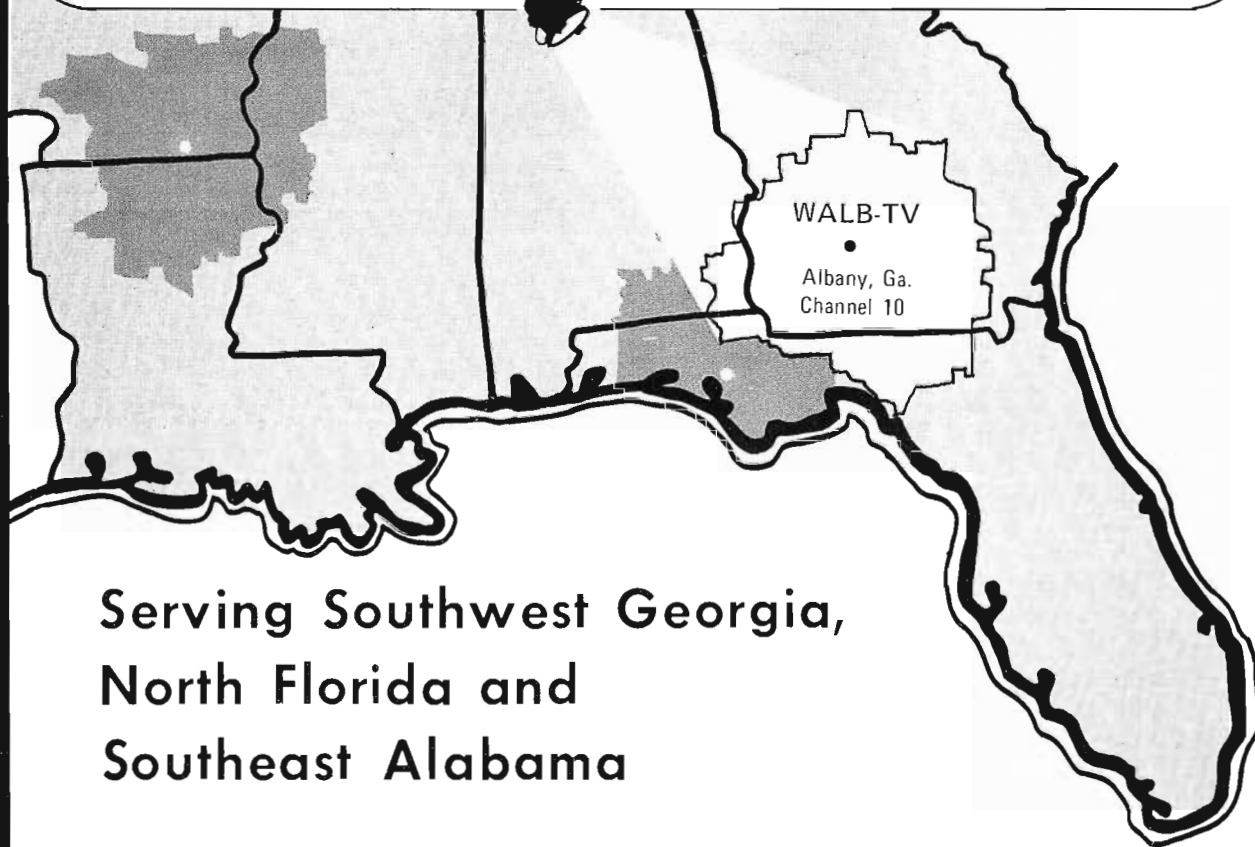 WALB-TV
Albany, Ga.
Channel 10
Serving Southwest Georgia,
North Florida and
Southeast Alabama